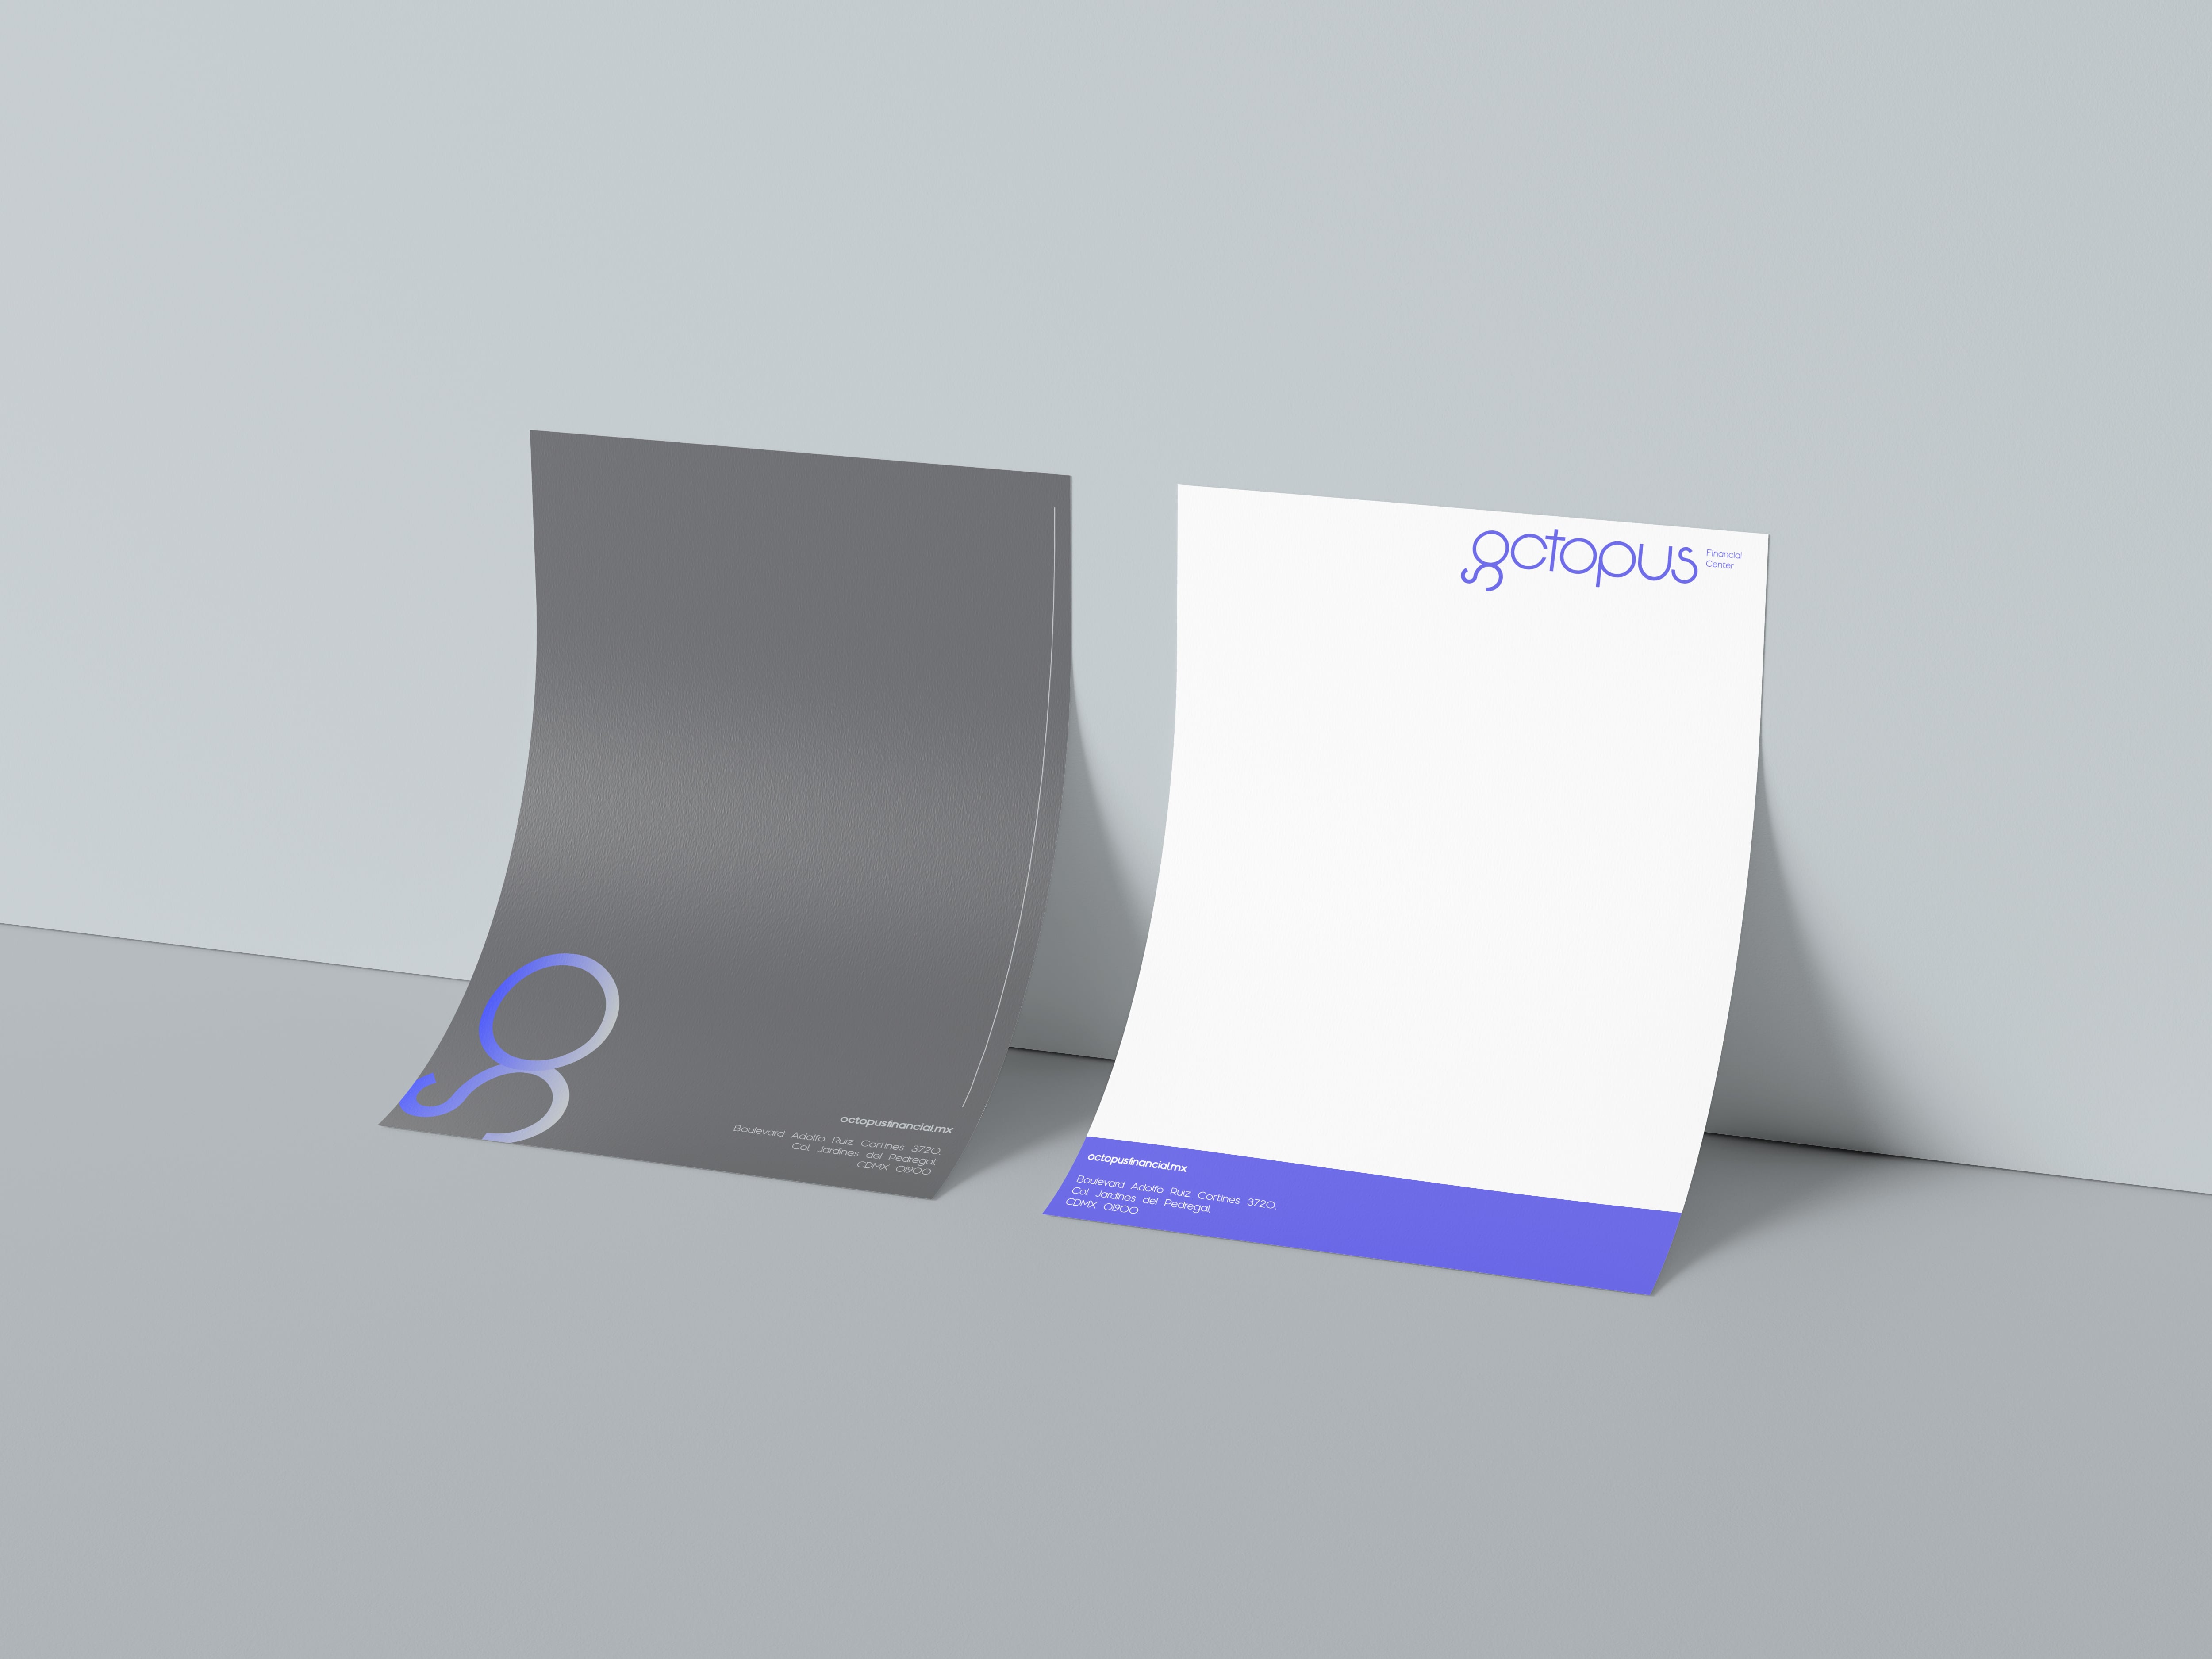 octopusfinancial.mx
Boulevard Adolfo Ruiz Cortines 3720,
Col. Jardines del Pedregal,
CDMX 01900
octopus
Financial
Center
octopusfinancial.mx
Boulevard Adolfo Ruiz Cortines 3720,
Col. Jardines del Pedregal,
CDMX 01900